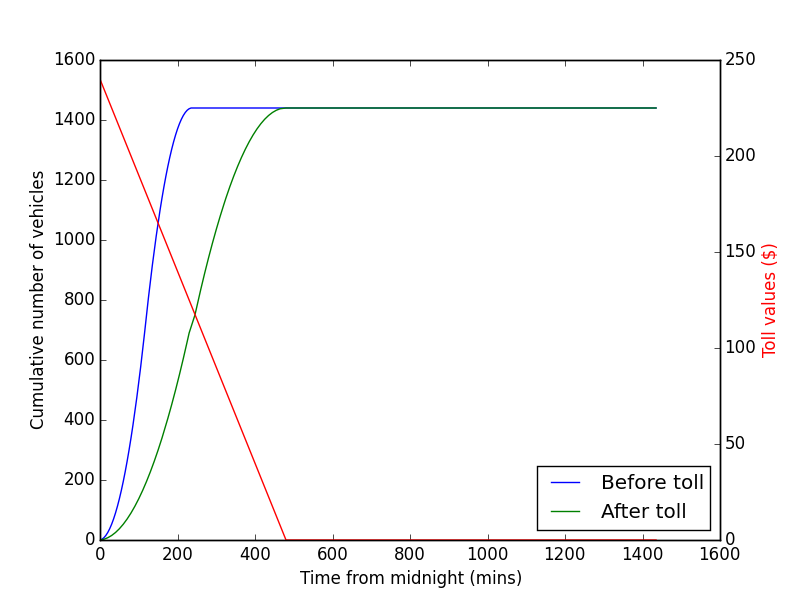 1600
1400
1200
1000
800
600
400
200
0
Cumulative number of vehicles
250
200
150
100
50
0
Toll values ($)
Before toll
After toll
0 200 400 600 800 1000 1200 1400 1600
Time from midnight (mins)